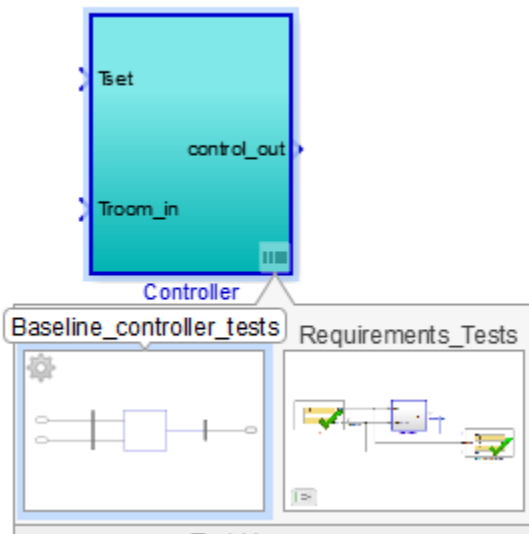 Tset
control_out
Troom_in
Controller
Baseline_controller_tests
Requirements_Tests